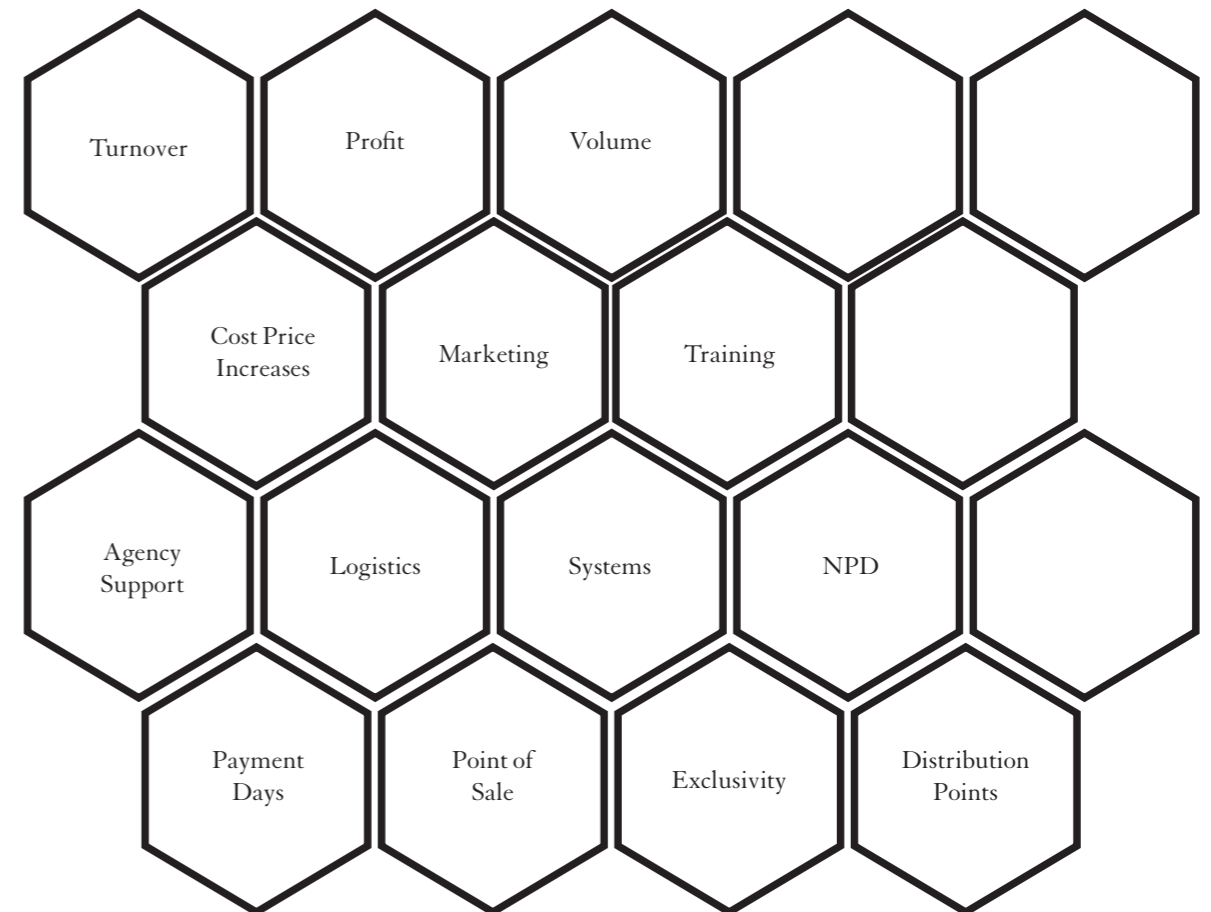 Turnover
Profit
Volume
Cost Price
Increases
Marketing
Training
Agency
Support
Logistics
Systems
NPD
Payment
Days
Point of
Sale
Exclusivity
Distribution
Points